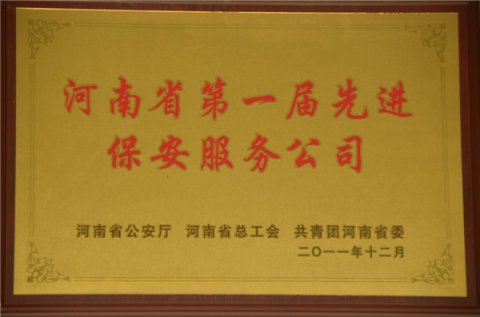 河南省第一届先进
保安服务公司
河南省公安厅 河南省总工会 共青团河南省委
二〇一一年十二月